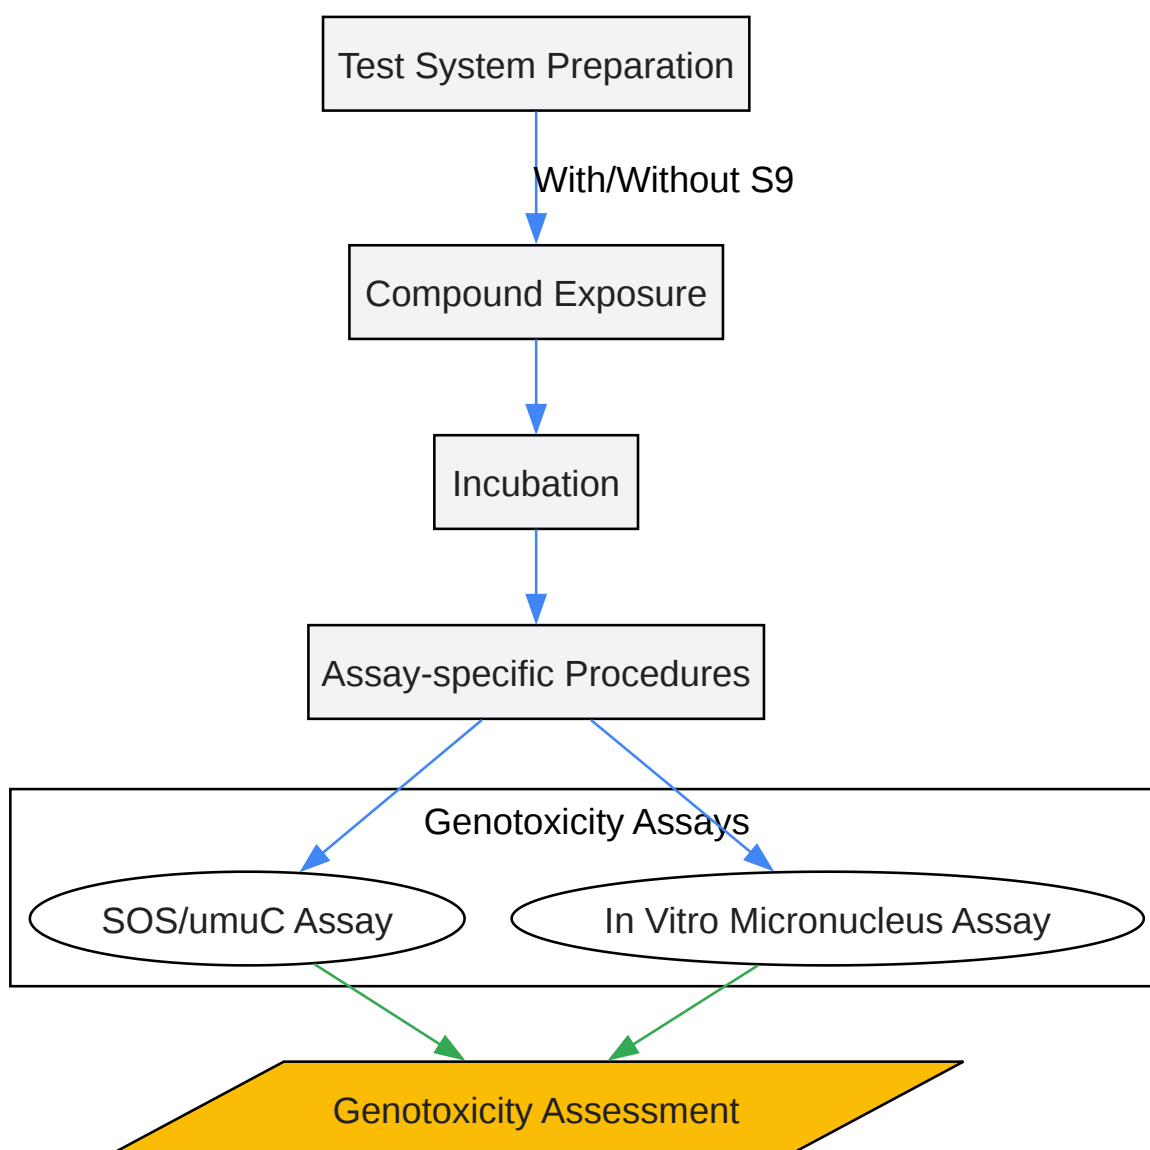 Test System Preparation
With/Without S9
Compound Exposure
Incubation
Assay-specific Procedures
Genotoxicity Assays
SOS/umuC Assay
In Vitro Micronucleus Assay
Genotoxicity Assessment